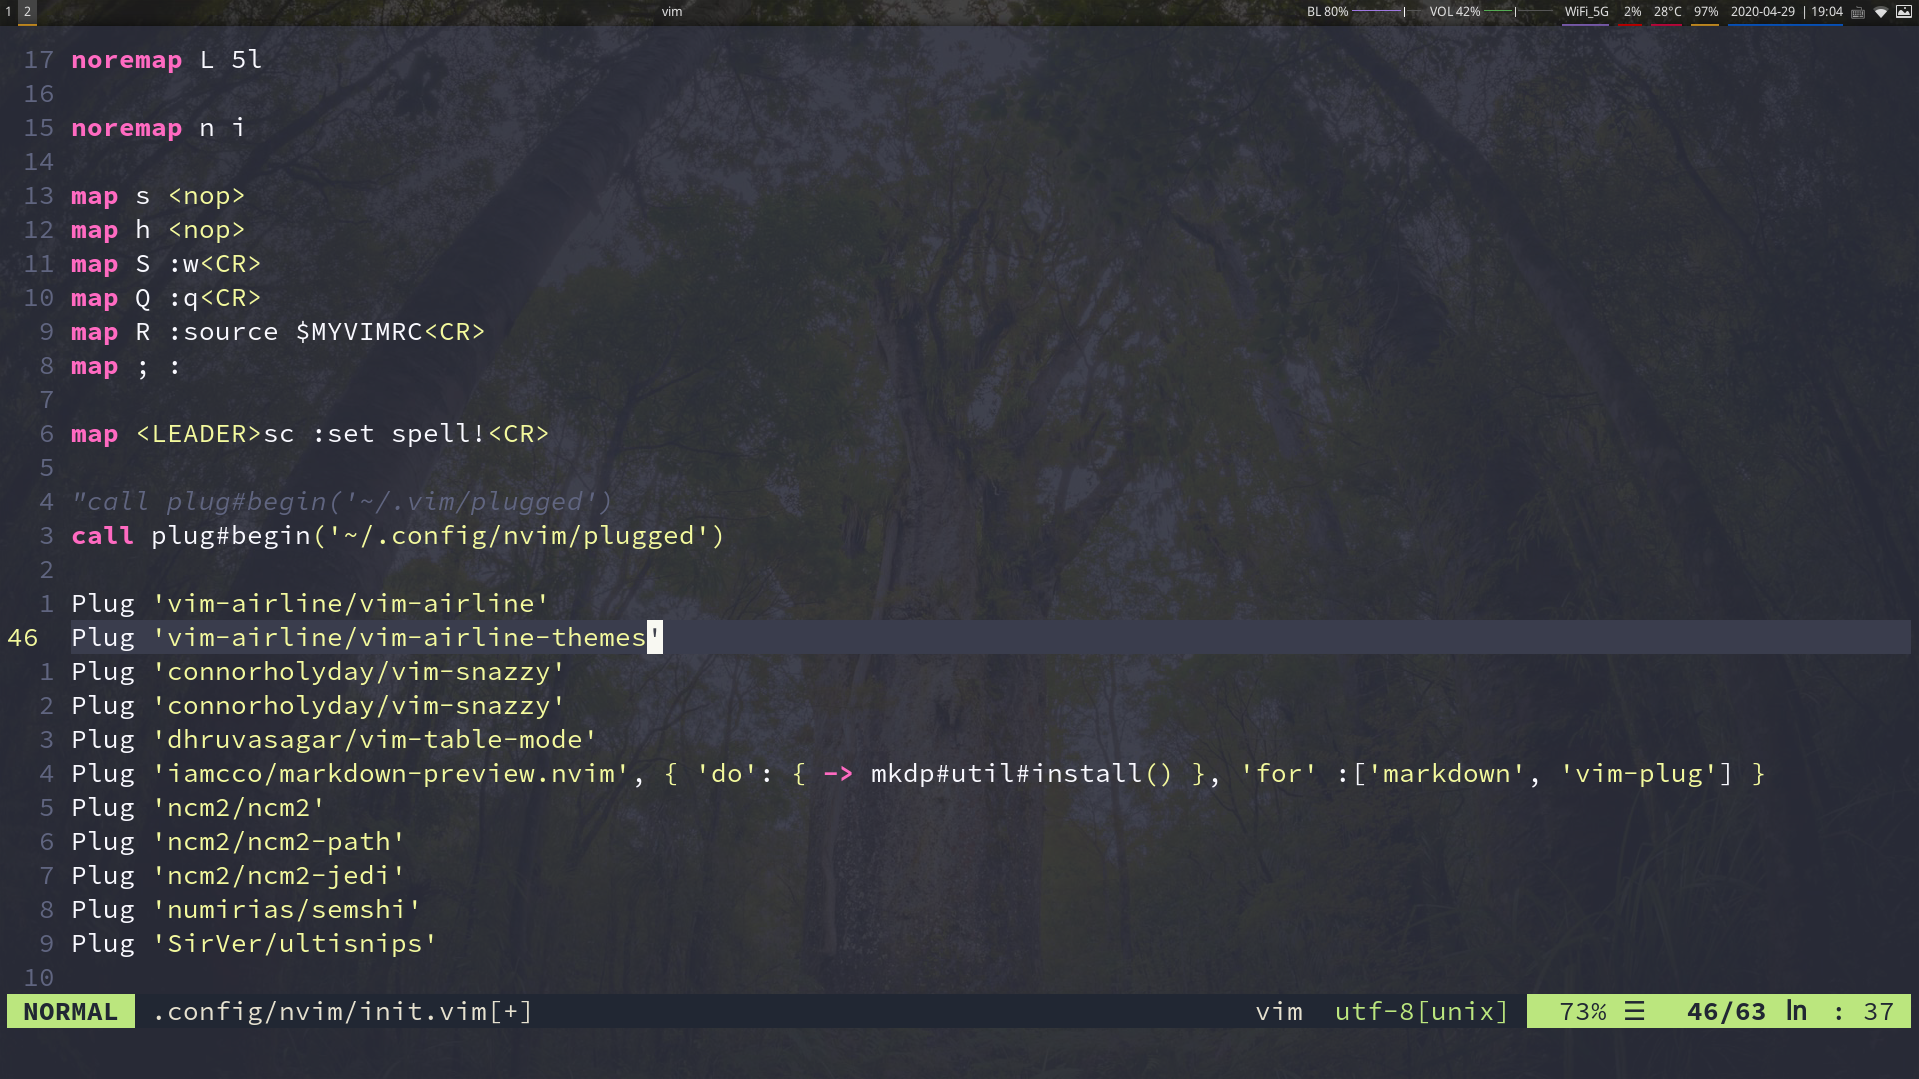 1 2 vim BL 80% VOL 42% WiFi_5G 2% 28°C 97% 2020-04-29 | 19:04
17 noremap L 5l
16
15 noremap n i
14
13 map s <nop>
12 map h <nop>
11 map S :w<CR>
10 map Q :q<CR>
9 map R :source $MYVIMRC<CR>
8 map ; :
7
6 map <LEADER>sc :set spell!<CR>
5
4 "call plug#begin('~/.vim/plugged')
3 call plug#begin('~/.config/nvim/plugged')
2
1 Plug 'vim-airline/vim-airline'
46 Plug 'vim-airline/vim-airline-themes'
1 Plug 'connorholyday/vim-snazzy'
2 Plug 'connorholyday/vim-snazzy'
3 Plug 'dhruvasagar/vim-table-mode'
4 Plug 'iamcco/markdown-preview.nvim', { 'do': { -> mkdp#util#install() }, 'for' :['markdown', 'vim-plug'] }
5 Plug 'ncm2/ncm2'
6 Plug 'ncm2/ncm2-path'
7 Plug 'ncm2/ncm2-jedi'
8 Plug 'numirias/semshi'
9 Plug 'SirVer/ultisnips'
10
NORMAL .config/nvim/init.vim[+] vim utf-8[unix] 73% ☰ 46/63 ln : 37